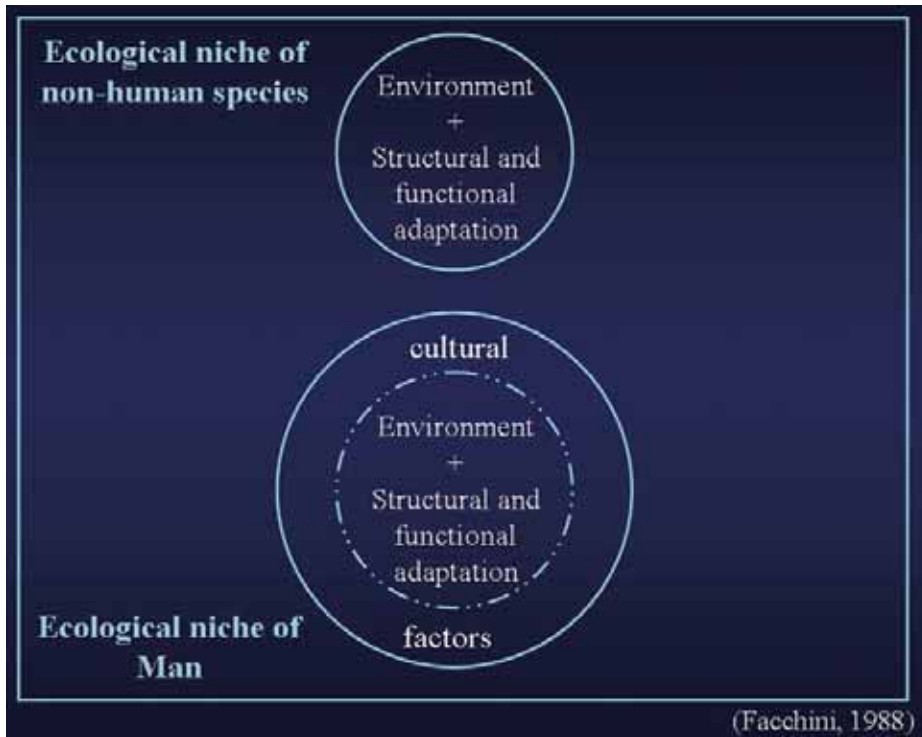 Ecological niche of
non-human species
Environment
+
Structural and
functional
adaptation
cultural
Environment
+
Structural and
functional
adaptation
factors
Ecological niche of
Man
(Facchini, 1988)